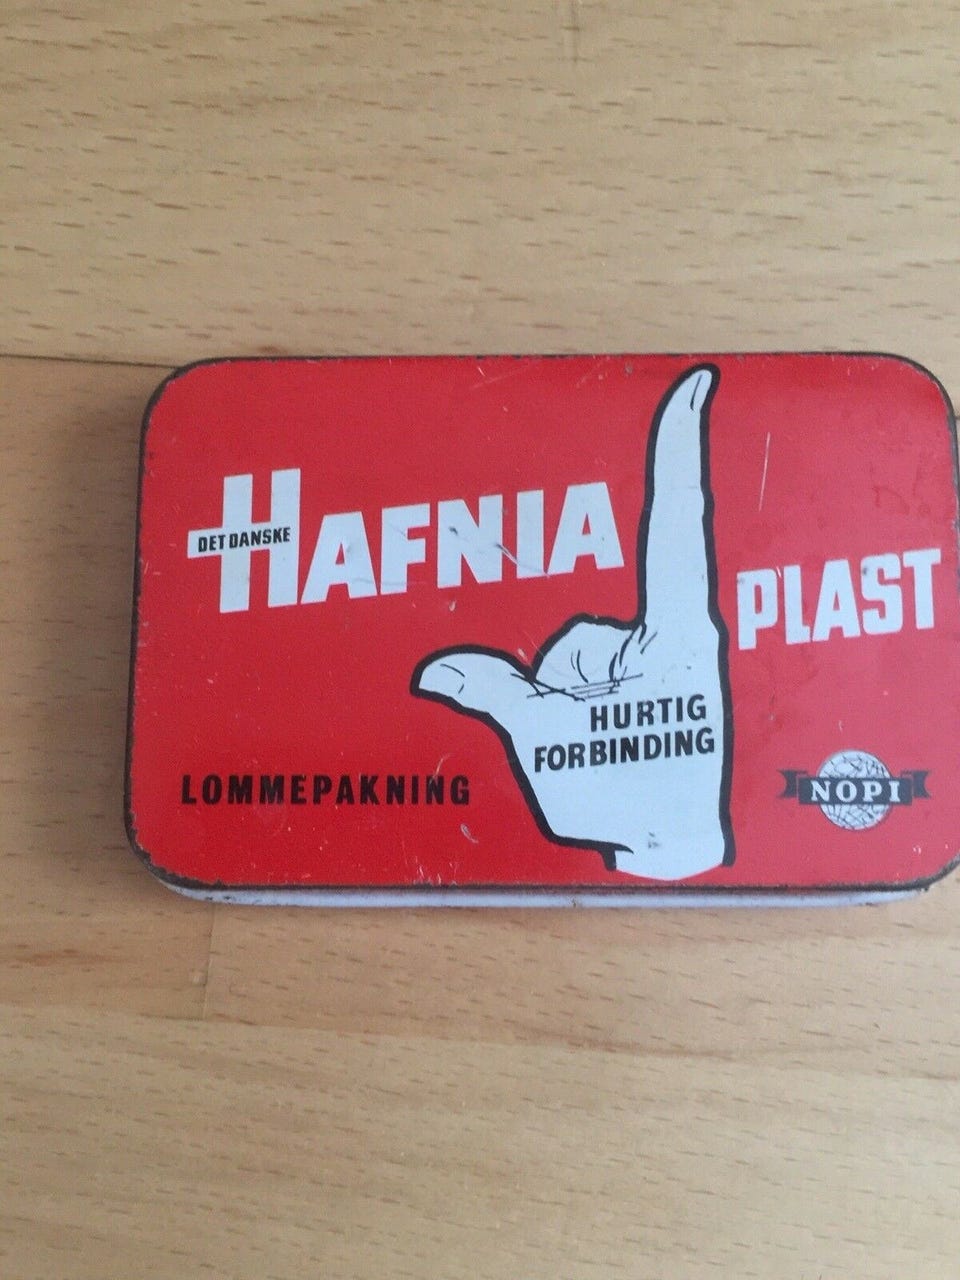 DET DANSKE
HAFNIA
PLAST
HURTIG
FORBINDING
LOMMEPAKNING
NOPI